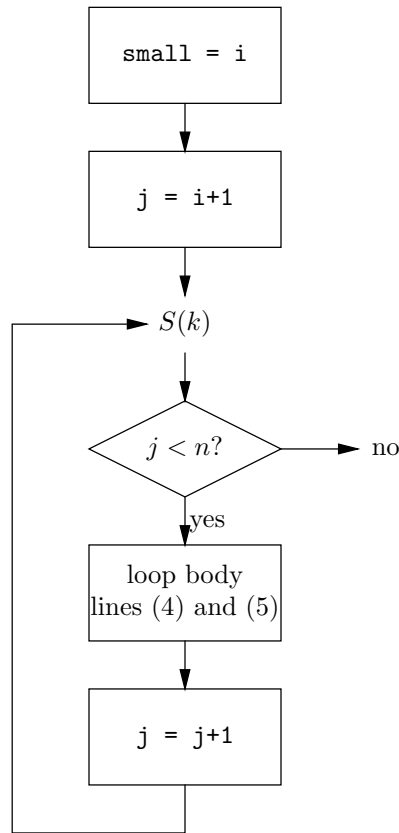 small = i
j = i+1
S(k)
j < n?
no
yes
loop body
lines (4) and (5)
j = j+1